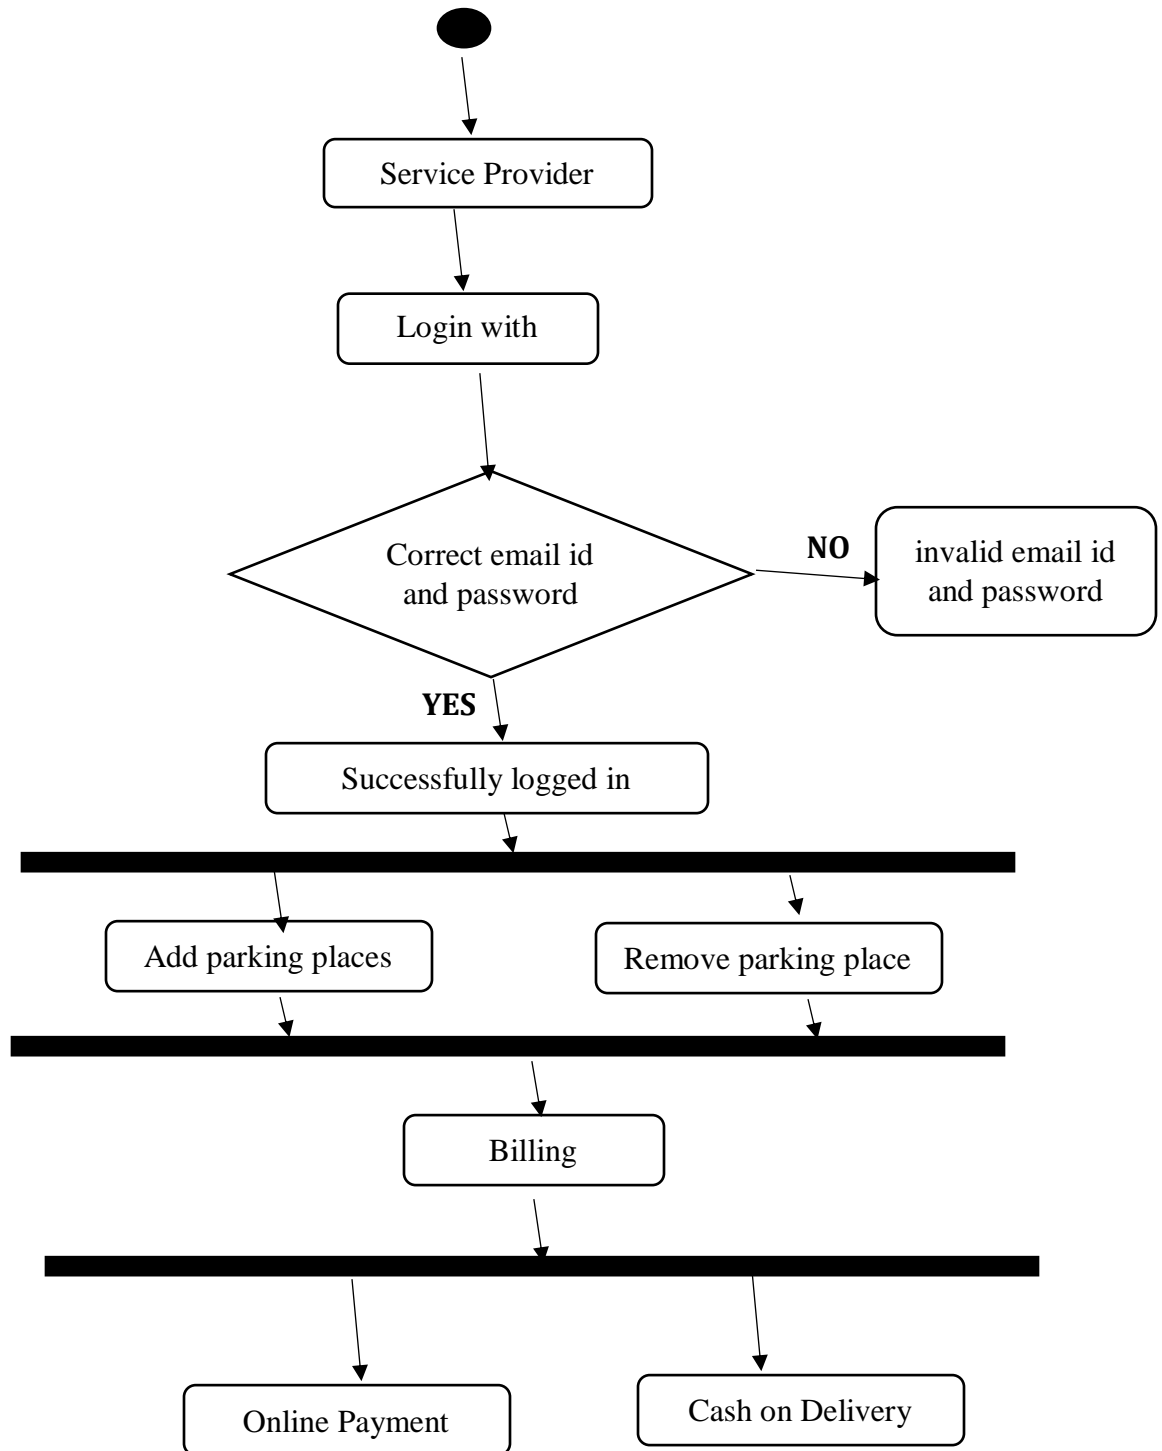 Service Provider
Login with
Correct email id
and password
NO
invalid email id
and password
YES
Successfully logged in
Add parking places
Remove parking place
Billing
Online Payment
Cash on Delivery